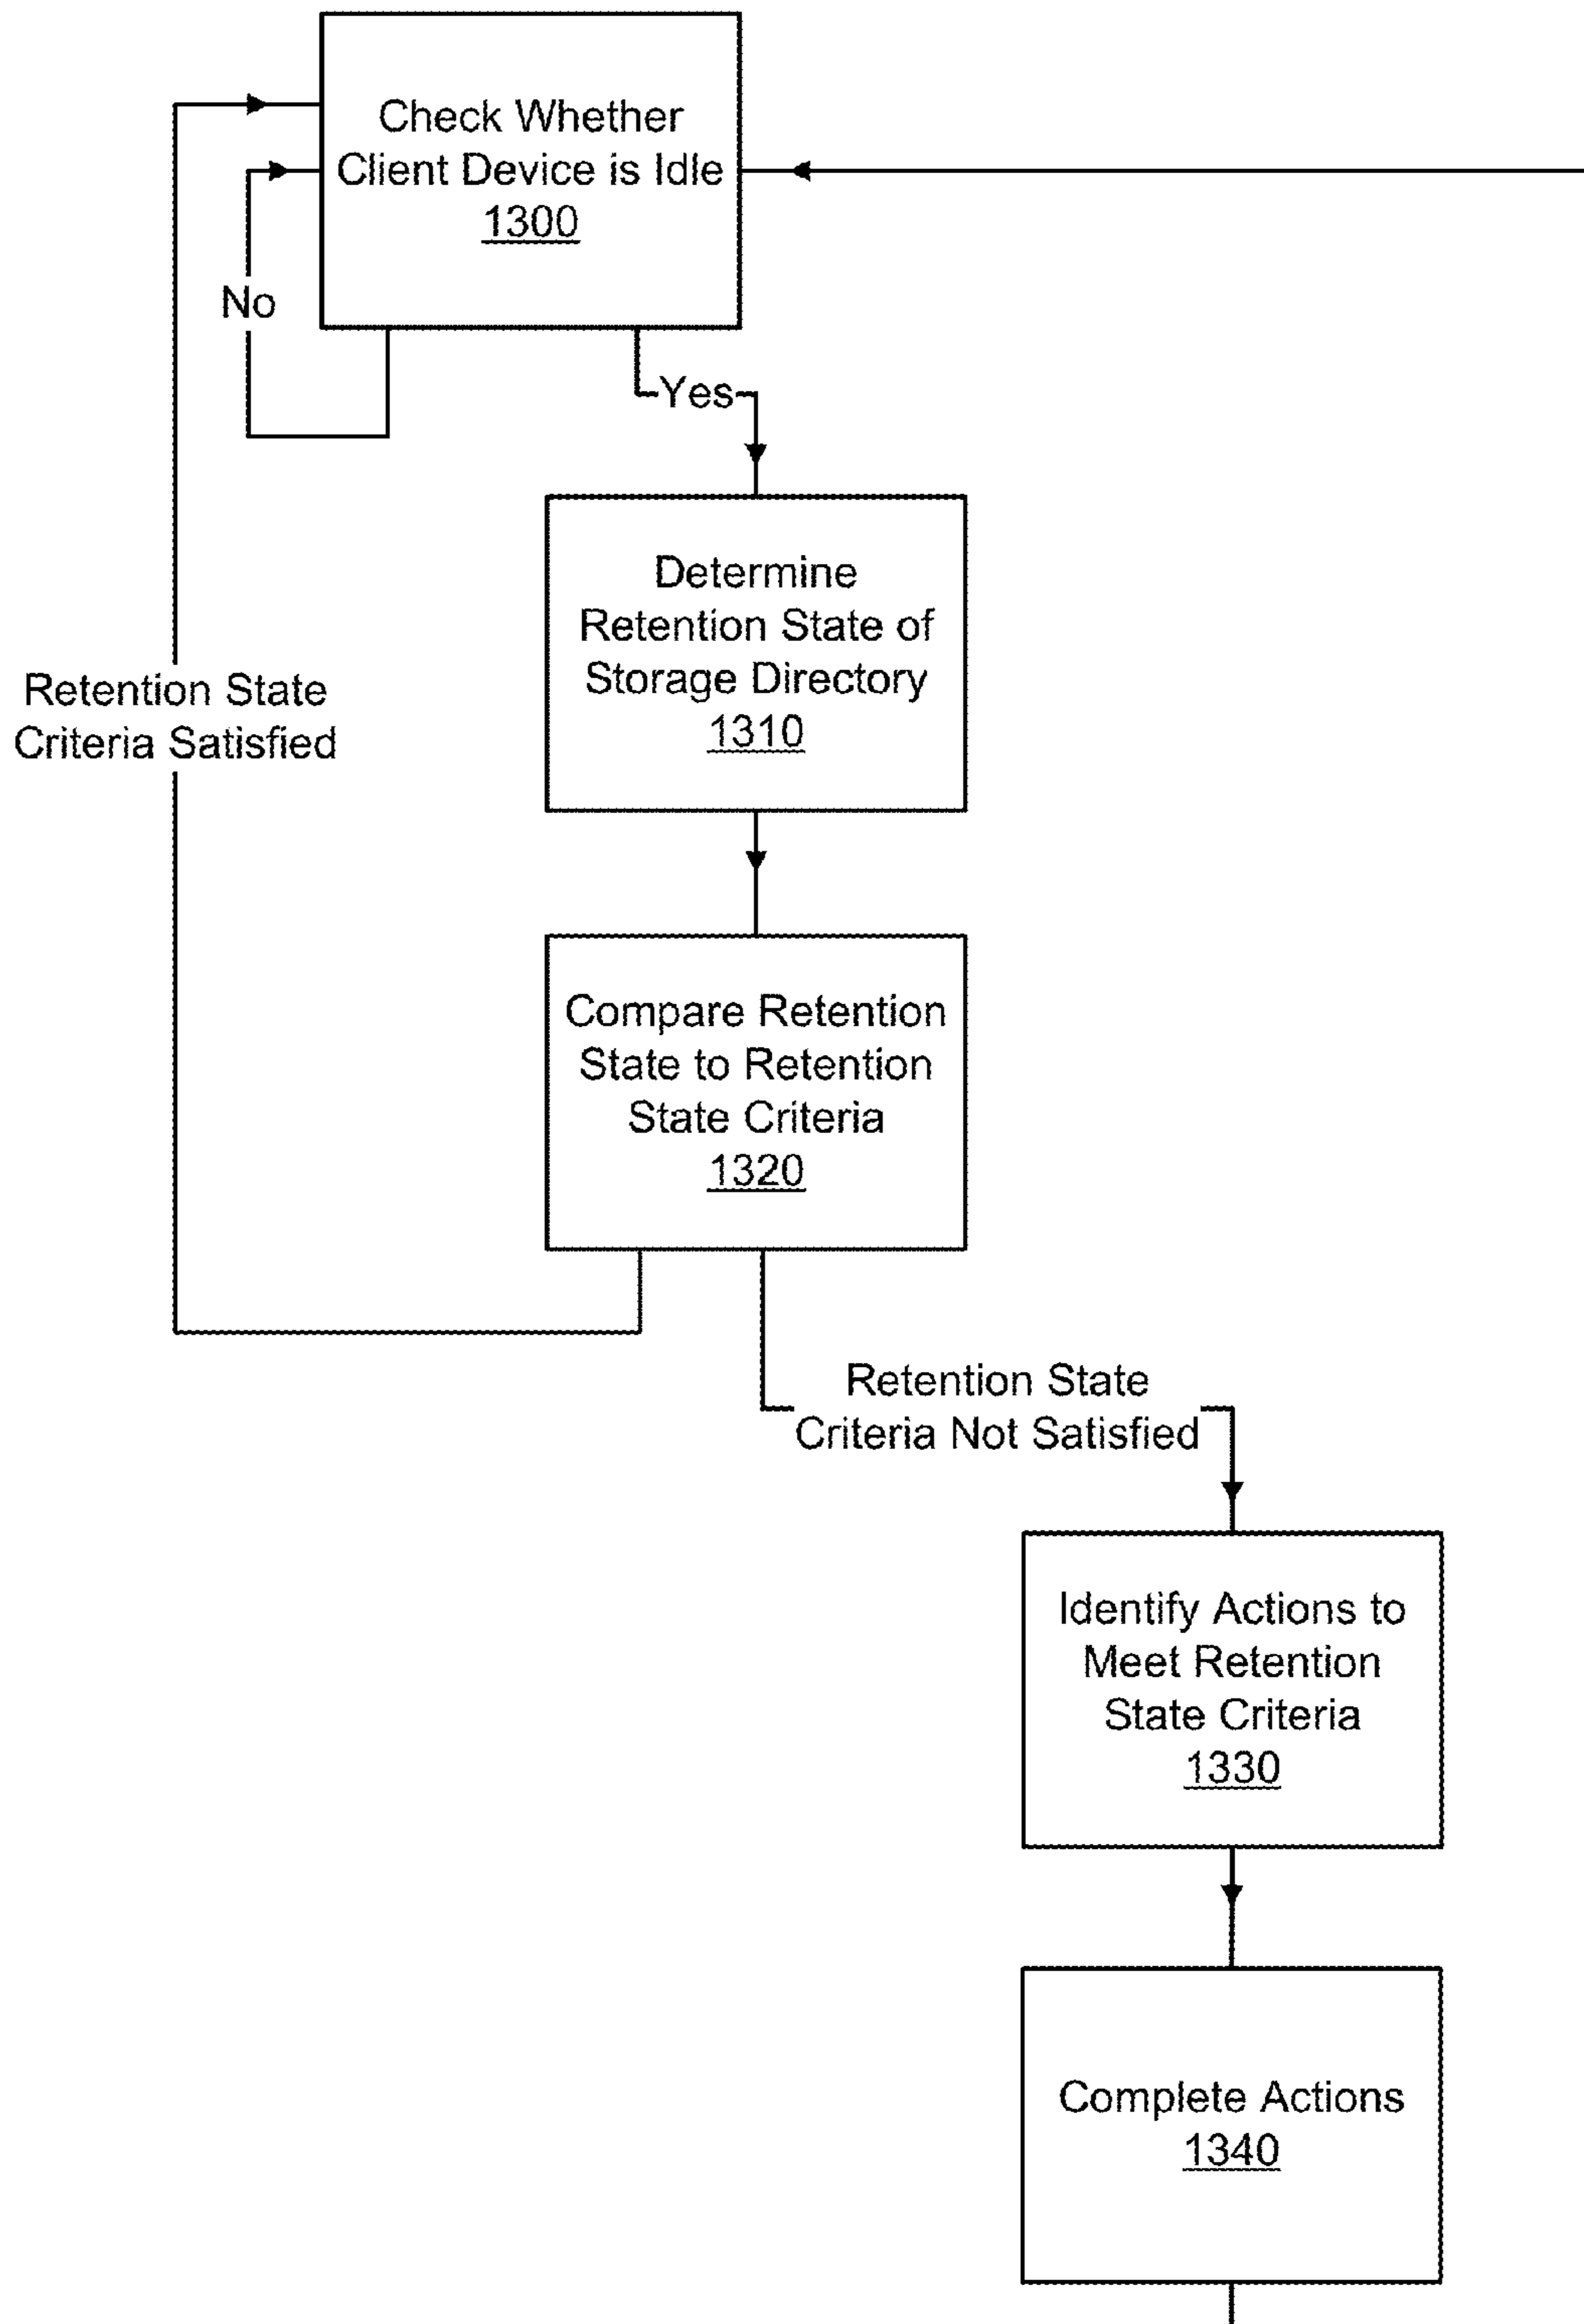 Check Whether
Client Device is Idle
1300
No
Yes
Determine
Retention State of
Storage Directory
1310
Retention State
Criteria Satisfied
Compare Retention
State to Retention
State Criteria
1320
Retention State
Criteria Not Satisfied
Identify Actions to
Meet Retention
State Criteria
1330
Complete Actions
1340